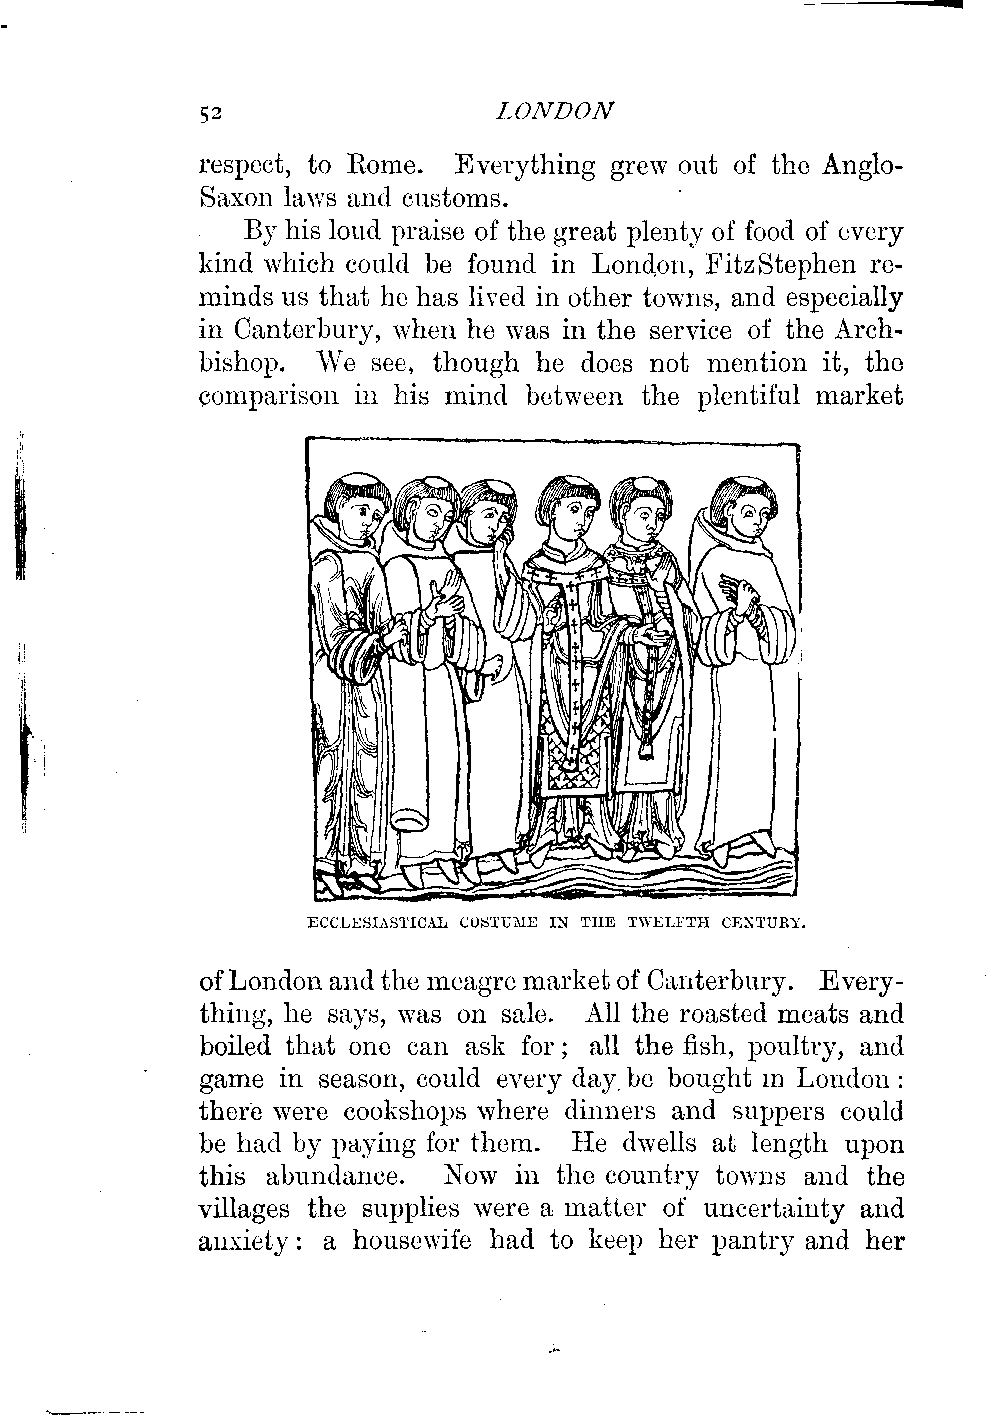 52 LONDON
respect, to Rome. Everything grew out of the Anglo-
Saxon laws and customs.
By his loud praise of the great plenty of food of every
kind which could be found in London, FitzStephen re-
minds us that he has lived in other towns, and especially
in Canterbury, when he was in the service of the Arch-
bishop. We see, though he does not mention it, the
comparison in his mind between the plentiful market
ECCLESIASTICAL COSTUME IN THE TWELFTH CENTURY.
of London and the meagre market of Canterbury. Every-
thing, he says, was on sale. All the roasted meats and
boiled that one can ask for; all the fish, poultry, and
game in season, could every day be bought in London:
there were cookshops where dinners and suppers could
be had by paying for them. He dwells at length upon
this abundance. Now in the country towns and the
villages the supplies were a matter of uncertainty and
anxiety: a housewife had to keep her pantry and her